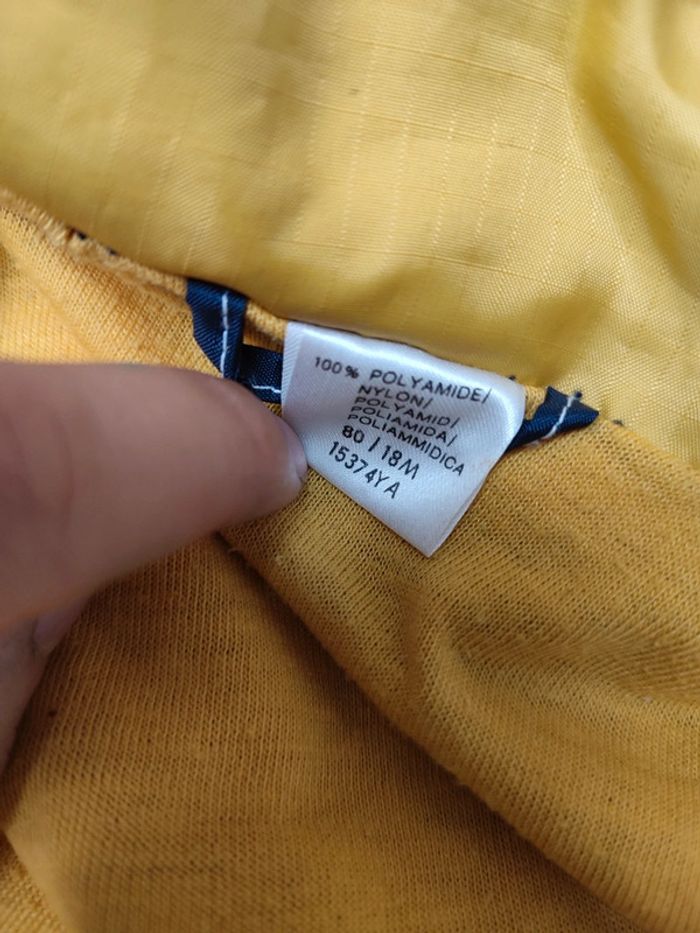 100% POLYAMIDE/
NYLON/
POLYAMID/
POLIAMIDA/
POLIAMMIDICA
80 / 18M
15374YA